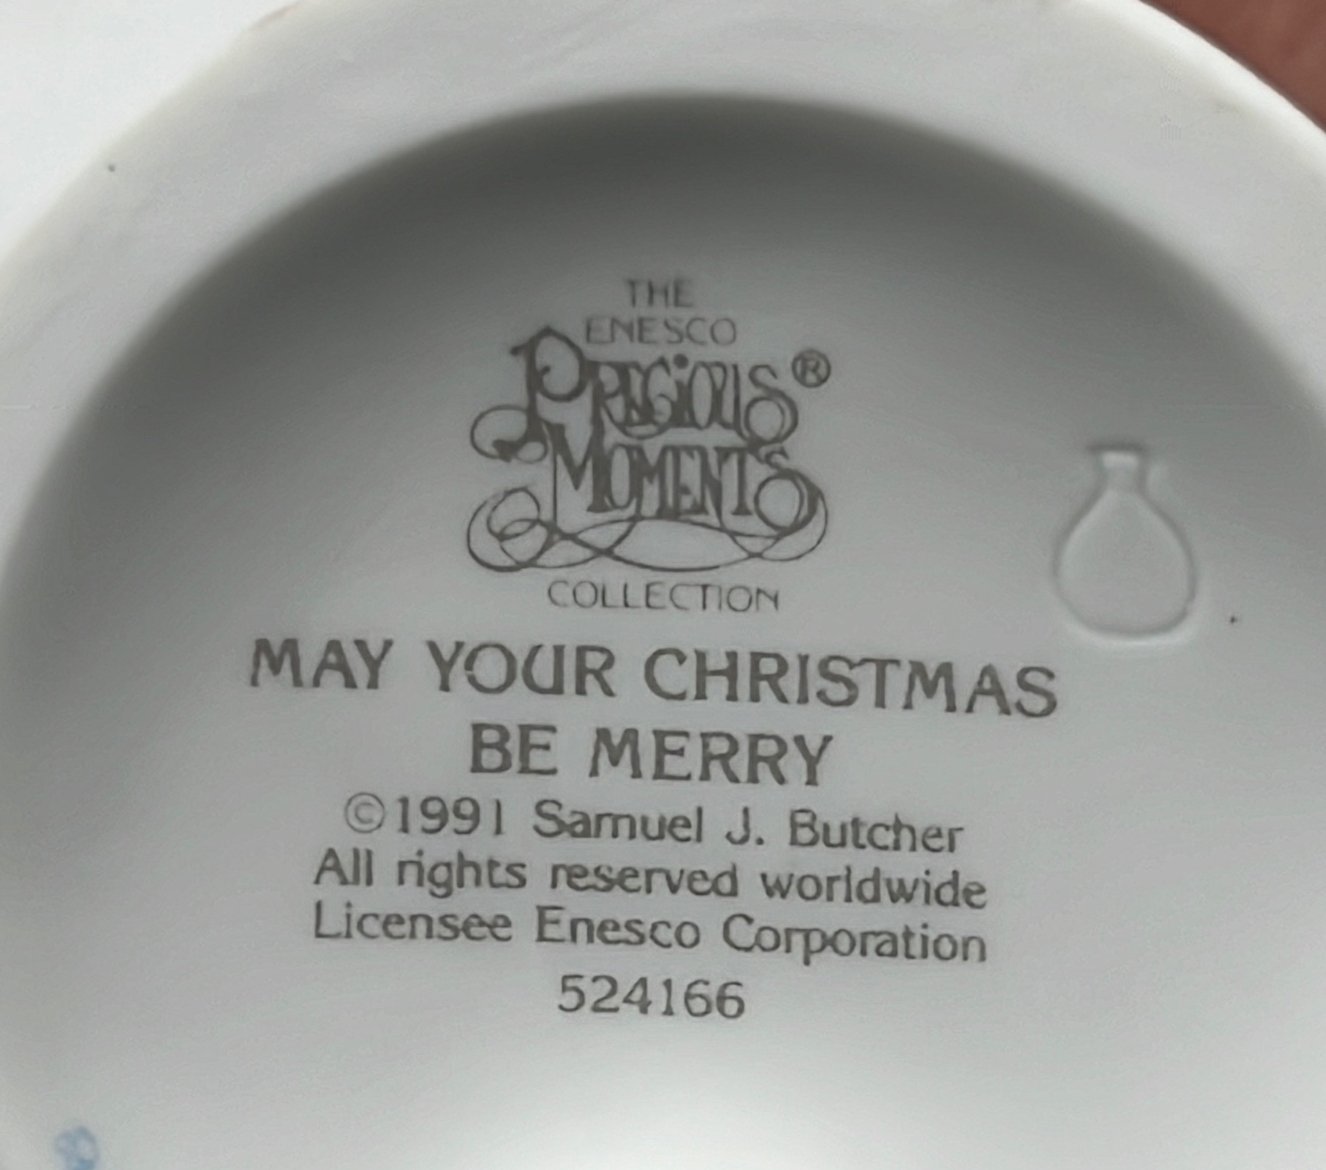 THE
ENESCO
PRECIOUS®
MOMENTS
COLLECTION
MAY YOUR CHRISTMAS
BE MERRY
©1991 Samuel J. Butcher
All rights reserved worldwide
Licensee Enesco Corporation
524166